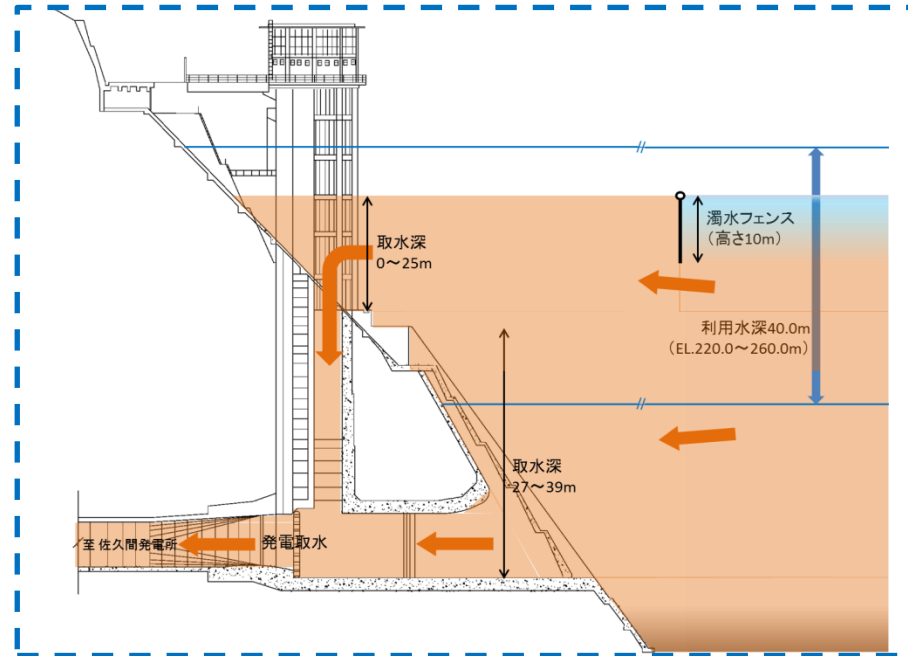 取水深
0～25m
濁水フェンス
（高さ10m）
利用水深40.0m
（EL.220.0～260.0m）
取水深
27～39m
至 佐久間発電所
発電取水